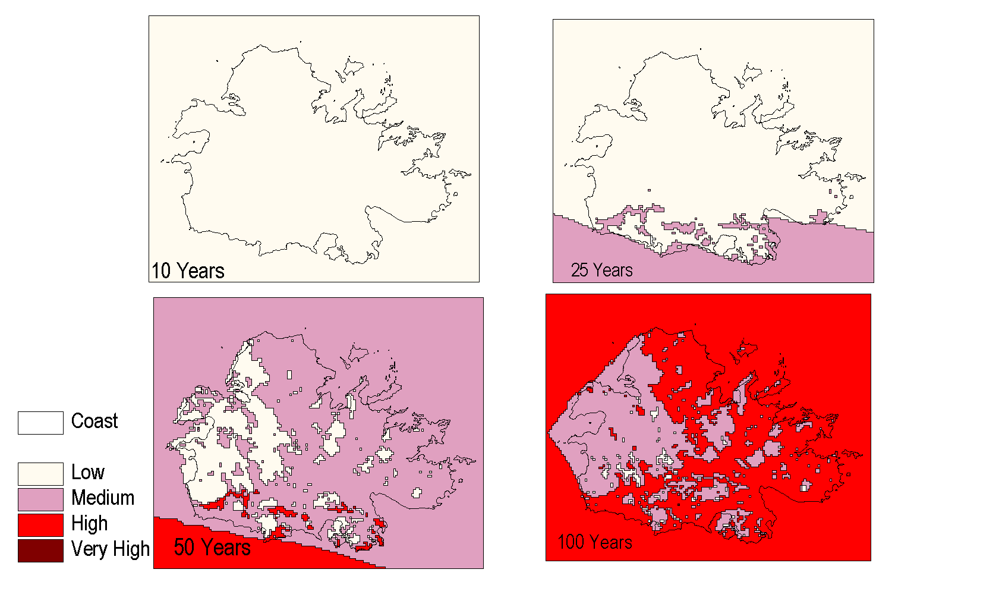 10 Years
25 Years
50 Years
100 Years
Coast
Low
Medium
High
Very High